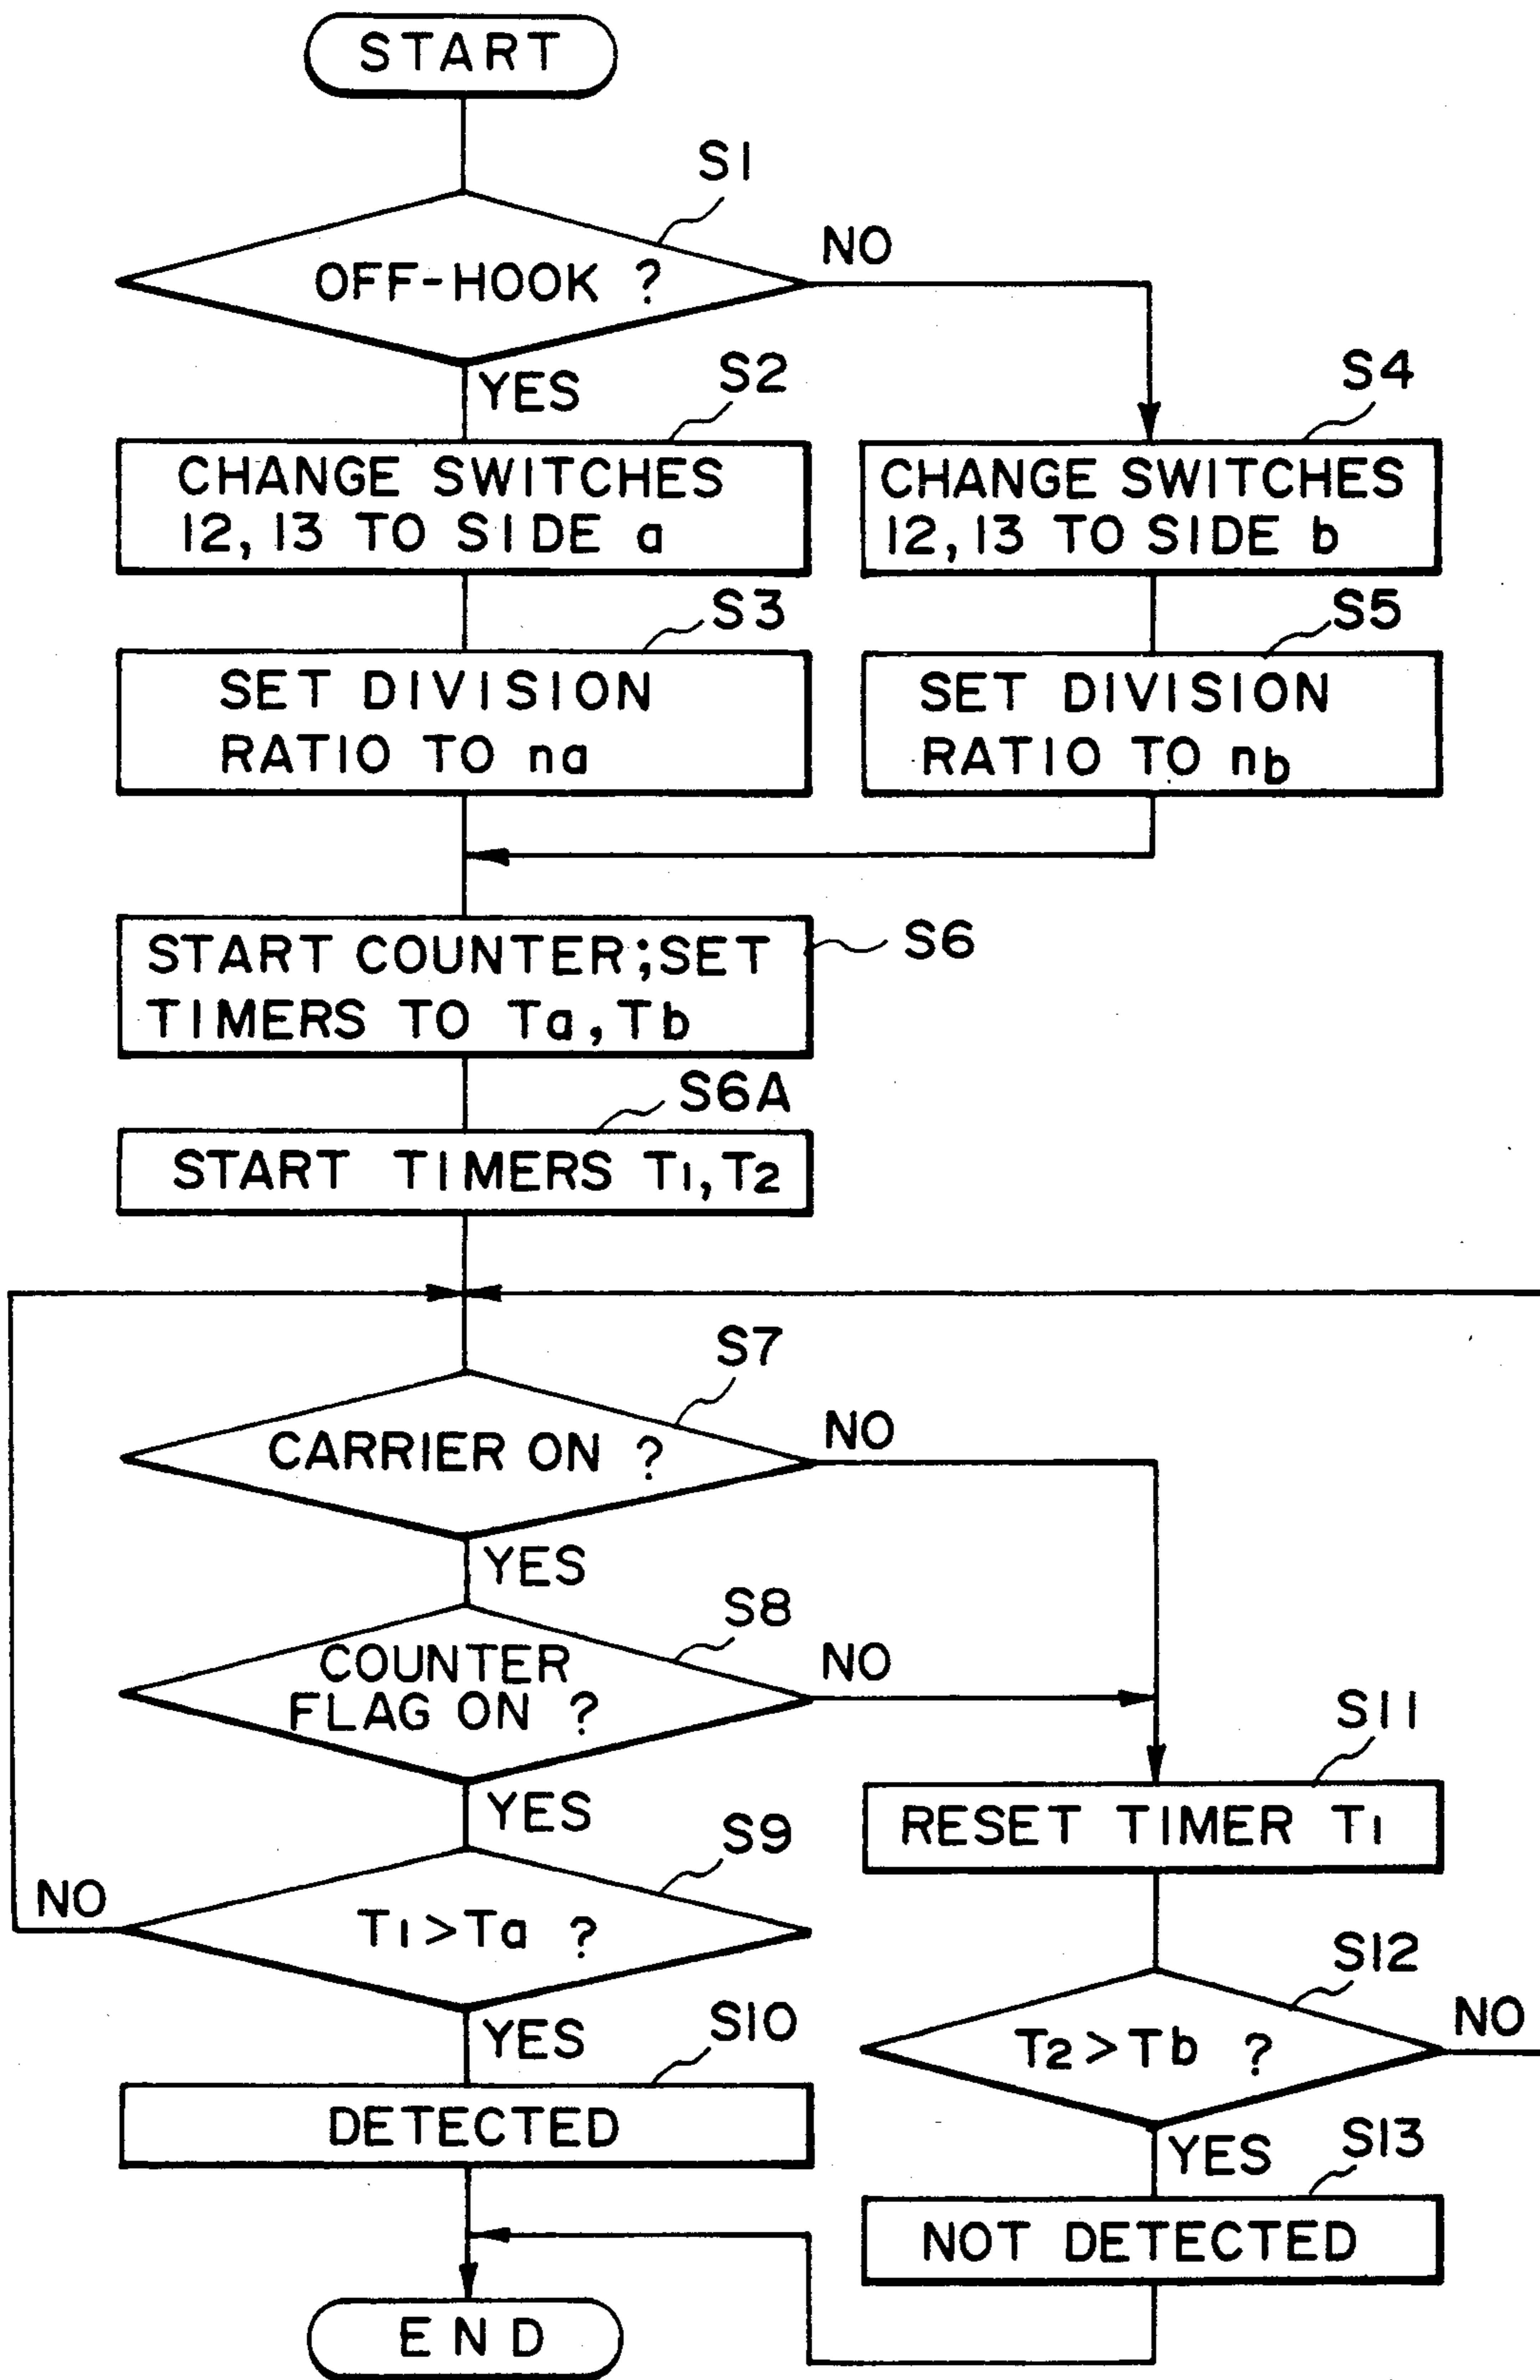 START
S1
OFF-HOOK ?
NO
YES
S2
CHANGE SWITCHES
12, 13 TO SIDE a
S4
CHANGE SWITCHES
12, 13 TO SIDE b
S3
SET DIVISION
RATIO TO na
S5
SET DIVISION
RATIO TO nb
S6
START COUNTER;SET
TIMERS TO Ta, Tb
S6A
START TIMERS T1, T2
S7
CARRIER ON ?
NO
YES
S8
COUNTER
FLAG ON ?
NO
YES
S11
RESET TIMER T1
S9
T1>Ta ?
NO
YES
S12
T2>Tb ?
NO
YES
S10
DETECTED
S13
NOT DETECTED
END